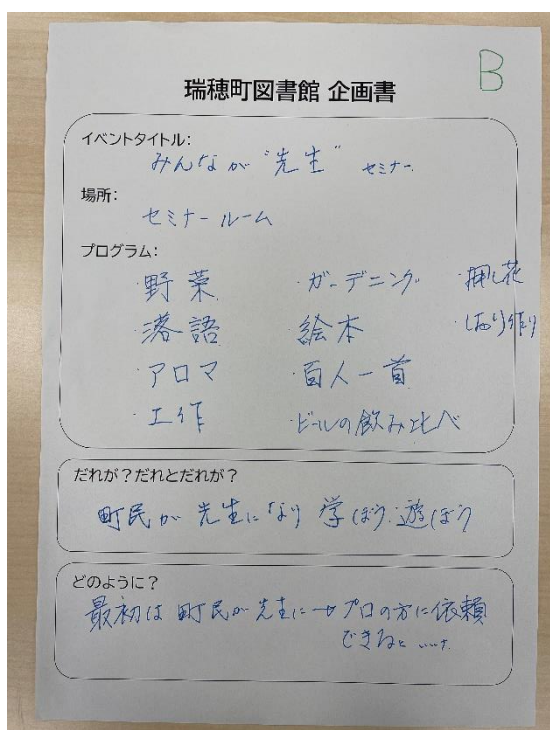 B
瑞穂町図書館 企画書
イベントタイトル:
みんなが“先生” セミナー
場所:
セミナールーム
プログラム:
・野菜 ・ガーデニング ・押し花
・落語 ・絵本 ・しおり作り
・アロマ ・百人一首
・工作 ・ビールの飲み比べ
だれが?だれとだれが?
町民が先生になり 学ぼう.遊ぼう
どのように?
最初は町民が先生に→プロの方に依頼
できると……